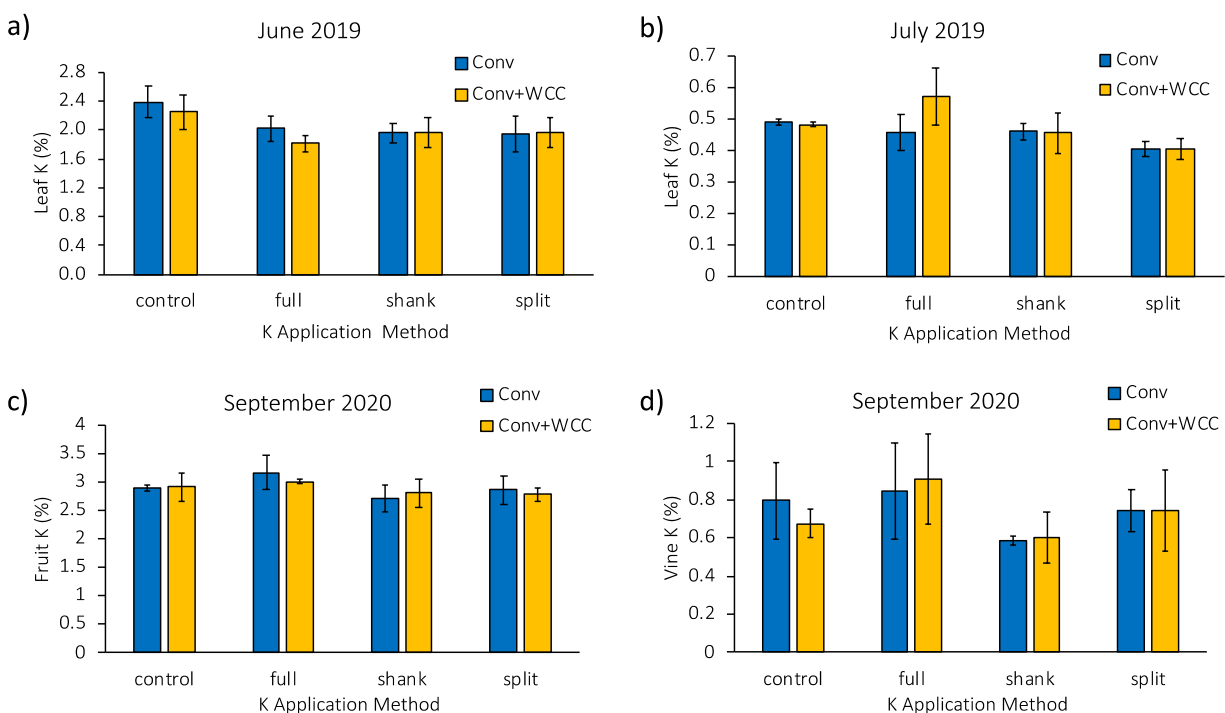 a)
June 2019
Conv
Conv+WCC
2.8
2.4
2.0
1.6
1.2
0.8
0.4
0.0
Leaf K (%)
control full shank split
K Application Method
b)
July 2019
Conv
Conv+WCC
0.7
0.6
0.5
0.4
0.3
0.2
0.1
0
Leaf K (%)
control full shank split
K Application Method
c)
September 2020
Conv
Conv+WCC
4
3.5
3
2.5
2
1.5
1
0.5
0
Fruit K (%)
control full shank split
K Application Method
d)
September 2020
Conv
Conv+WCC
1.2
1
0.8
0.6
0.4
0.2
0
Vine K (%)
control full shank split
K Application Method